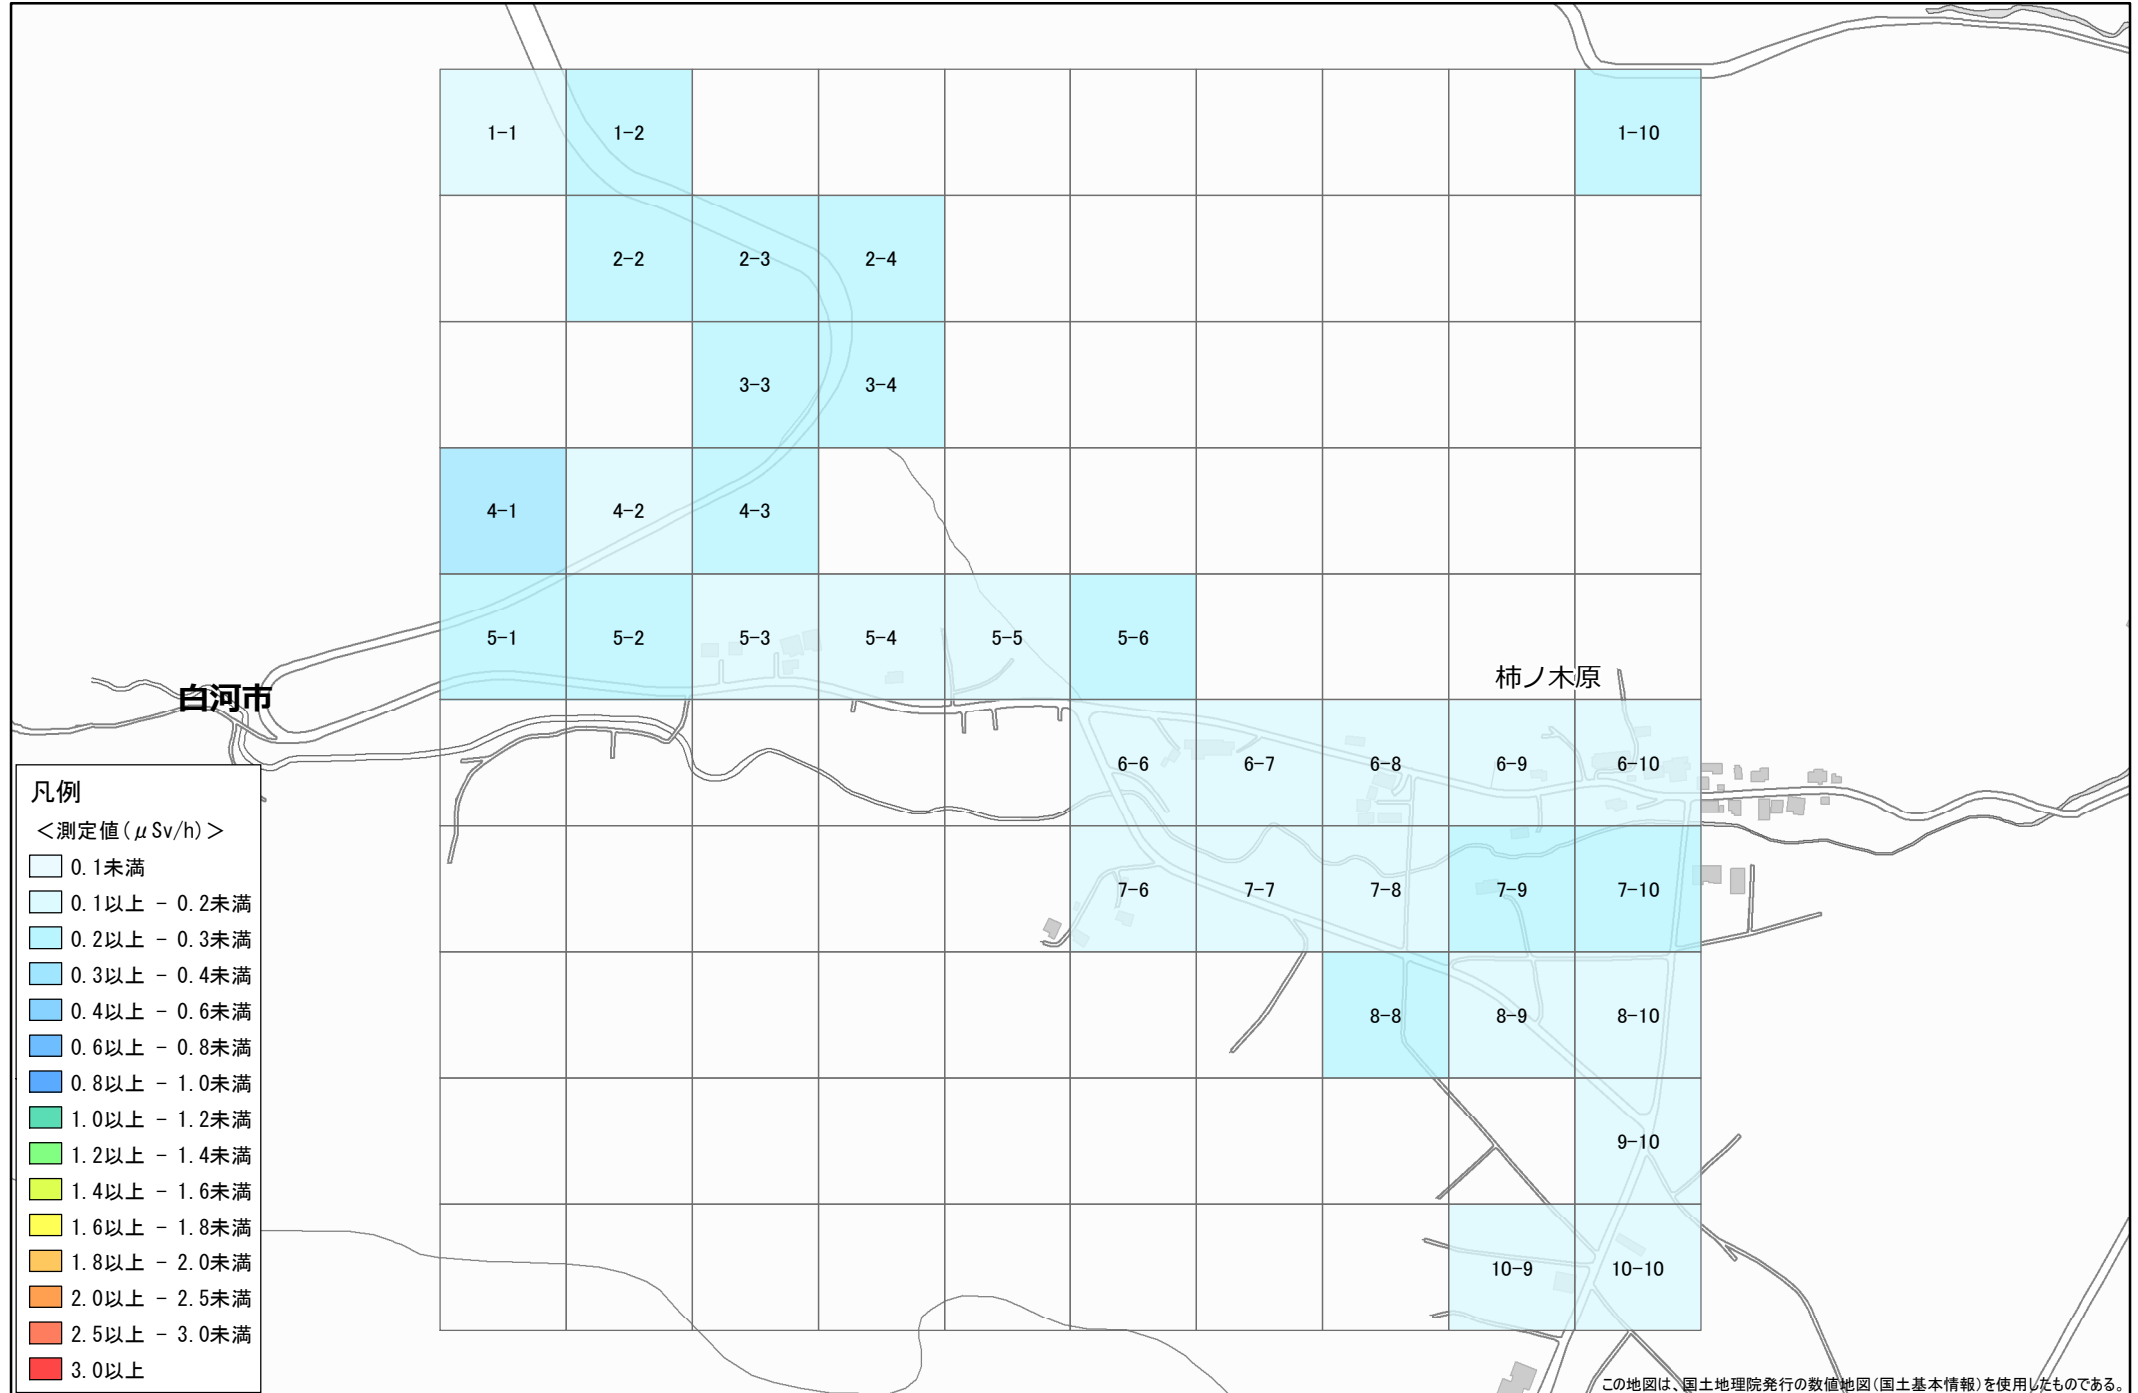 1-1
1-2
1-10
2-2
2-3
2-4
3-3
3-4
4-1
4-2
4-3
5-1
5-2
5-3
5-4
5-5
5-6
柿ノ木原
白河市
6-6
6-7
6-8
6-9
6-10
7-6
7-7
7-8
7-9
7-10
8-8
8-9
8-10
9-10
10-9
10-10
凡例
＜測定値(μSv/h)＞
0.1未満
0.1以上 - 0.2未満
0.2以上 - 0.3未満
0.3以上 - 0.4未満
0.4以上 - 0.6未満
0.6以上 - 0.8未満
0.8以上 - 1.0未満
1.0以上 - 1.2未満
1.2以上 - 1.4未満
1.4以上 - 1.6未満
1.6以上 - 1.8未満
1.8以上 - 2.0未満
2.0以上 - 2.5未満
2.5以上 - 3.0未満
3.0以上
この地図は、国土地理院発行の数値地図(国土基本情報)を使用したものである。